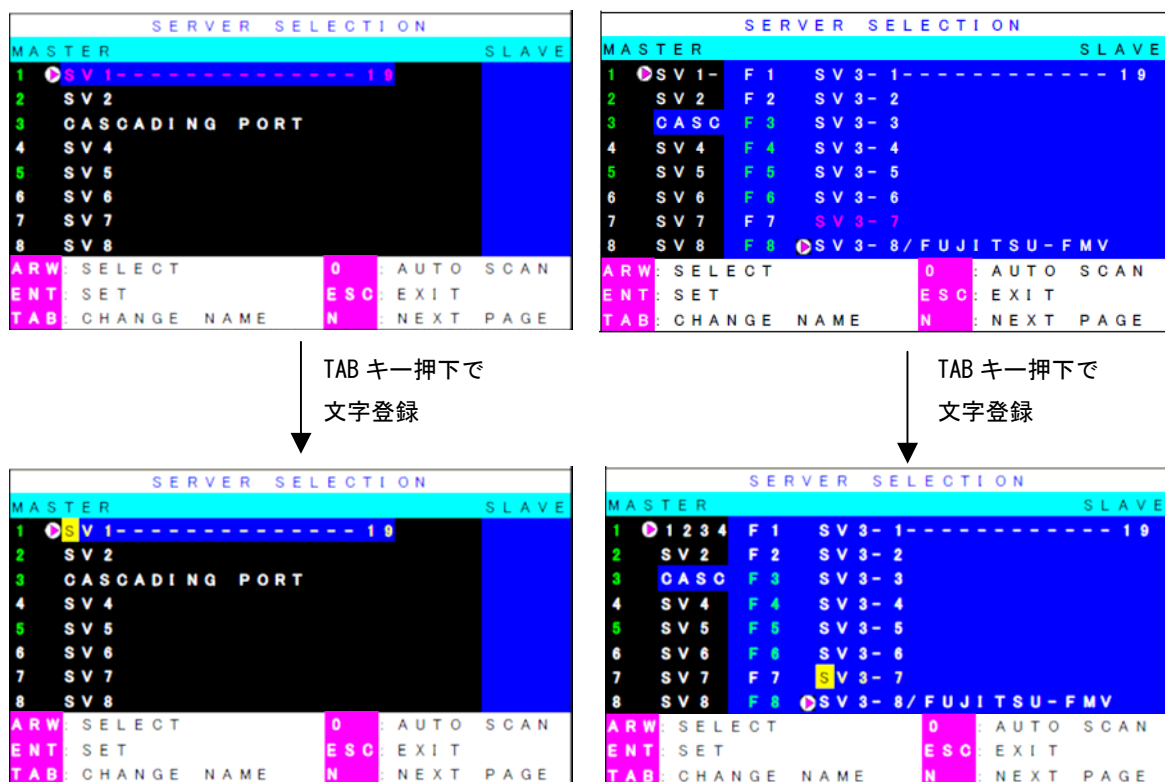 SERVER SELECTION
MASTER SLAVE
1 SV1--------------19
2 SV2
3 CASCADING PORT
4 SV4
5 SV5
6 SV6
7 SV7
8 SV8
ARW: SELECT 0 : AUTO SCAN
ENT: SET ESC: EXIT
TAB: CHANGE NAME N : NEXT PAGE
SERVER SELECTION
MASTER SLAVE
1 SV1- F1 SV3-1------------19
2 SV2 F2 SV3-2
3 CASC F3 SV3-3
4 SV4 F4 SV3-4
5 SV5 F5 SV3-5
6 SV6 F6 SV3-6
7 SV7 F7 SV3-7
8 SV8 F8 SV3-8/FUJITSU-FMV
ARW: SELECT 0 : AUTO SCAN
ENT: SET ESC: EXIT
TAB: CHANGE NAME N : NEXT PAGE
TAB キー押下で
文字登録
TAB キー押下で
文字登録
SERVER SELECTION
MASTER SLAVE
1 SV1--------------19
2 SV2
3 CASCADING PORT
4 SV4
5 SV5
6 SV6
7 SV7
8 SV8
ARW: SELECT 0 : AUTO SCAN
ENT: SET ESC: EXIT
TAB: CHANGE NAME N : NEXT PAGE
SERVER SELECTION
MASTER SLAVE
1 1234 F1 SV3-1------------19
2 SV2 F2 SV3-2
3 CASC F3 SV3-3
4 SV4 F4 SV3-4
5 SV5 F5 SV3-5
6 SV6 F6 SV3-6
7 SV7 F7 SV3-7
8 SV8 F8 SV3-8/FUJITSU-FMV
ARW: SELECT 0 : AUTO SCAN
ENT: SET ESC: EXIT
TAB: CHANGE NAME N : NEXT PAGE